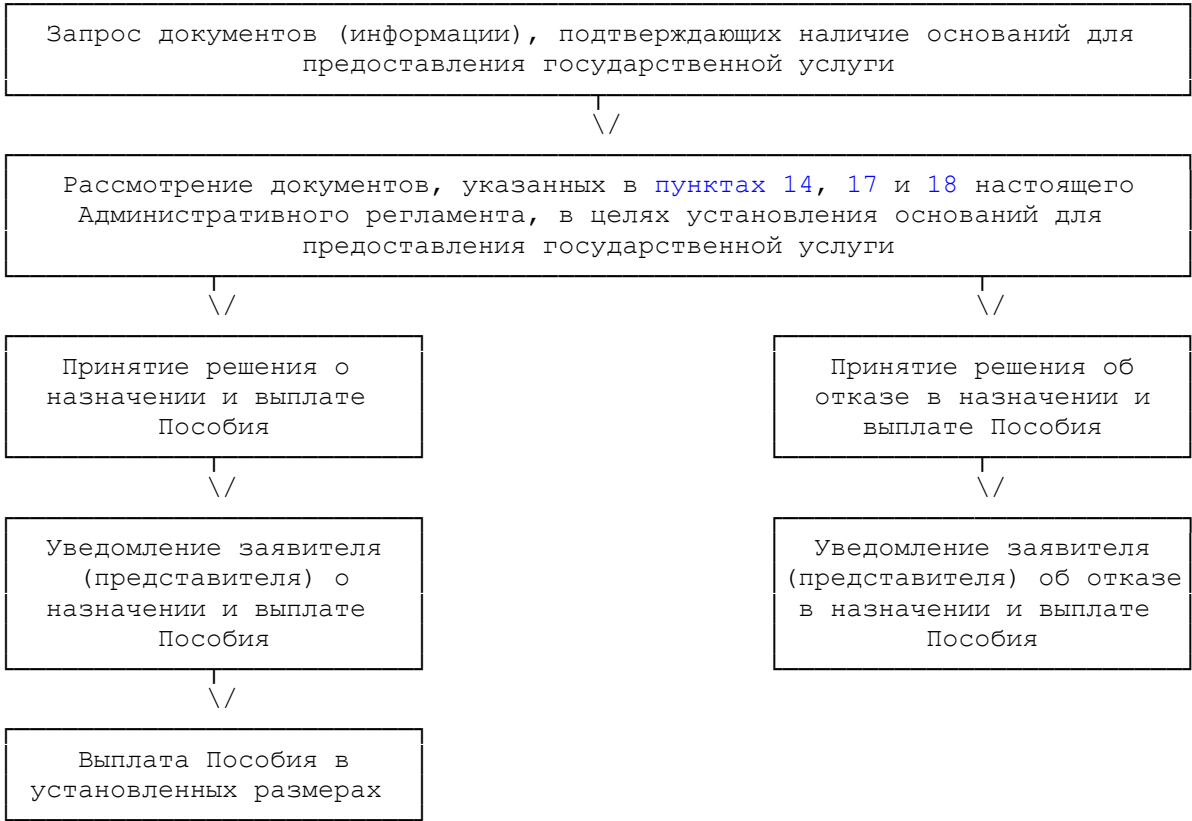 Запрос документов (информации), подтверждающих наличие оснований для
предоставления государственной услуги
\/
Рассмотрение документов, указанных в пунктах 14, 17 и 18 настоящего
Административного регламента, в целях установления оснований для
предоставления государственной услуги
\/
\/
Принятие решения о
назначении и выплате
Пособия
Принятие решения об
отказе в назначении и
выплате Пособия
\/
\/
Уведомление заявителя
(представителя) о
назначении и выплате
Пособия
Уведомление заявителя
(представителя) об отказе
в назначении и выплате
Пособия
\/
Выплата Пособия в
установленных размерах